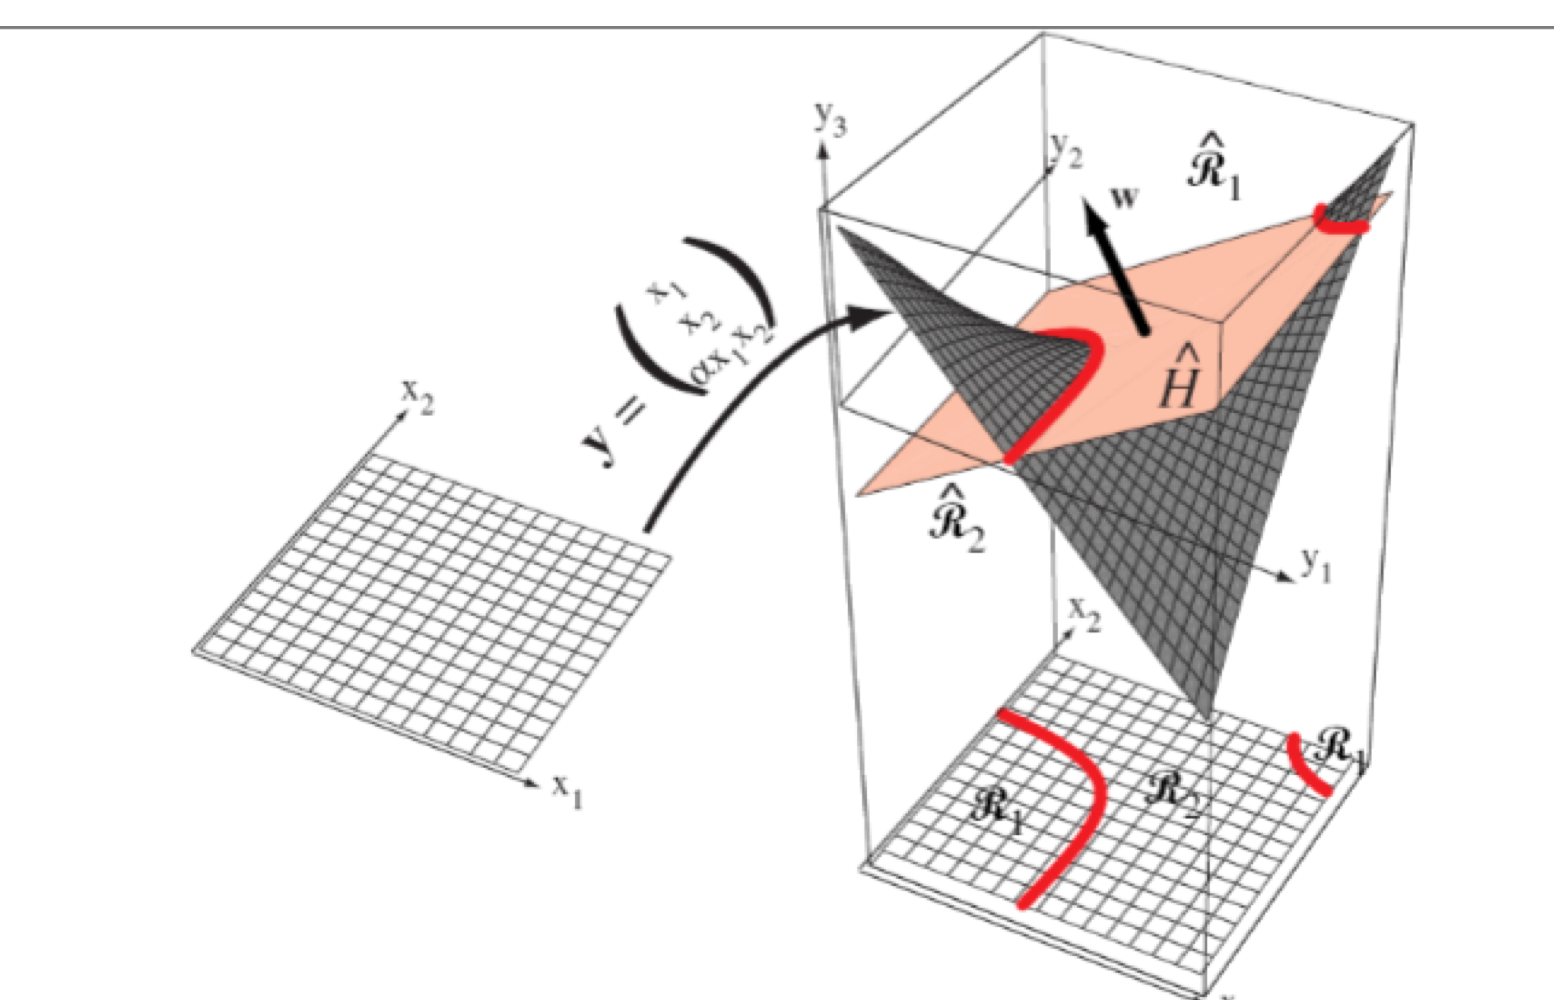 y₃
y₂
R̂₁
w
y = (x₁
x₂
αx₁x₂)
Ĥ
x₂
R̂₂
y₁
x₂
R₁
R₂
R₁
x₁